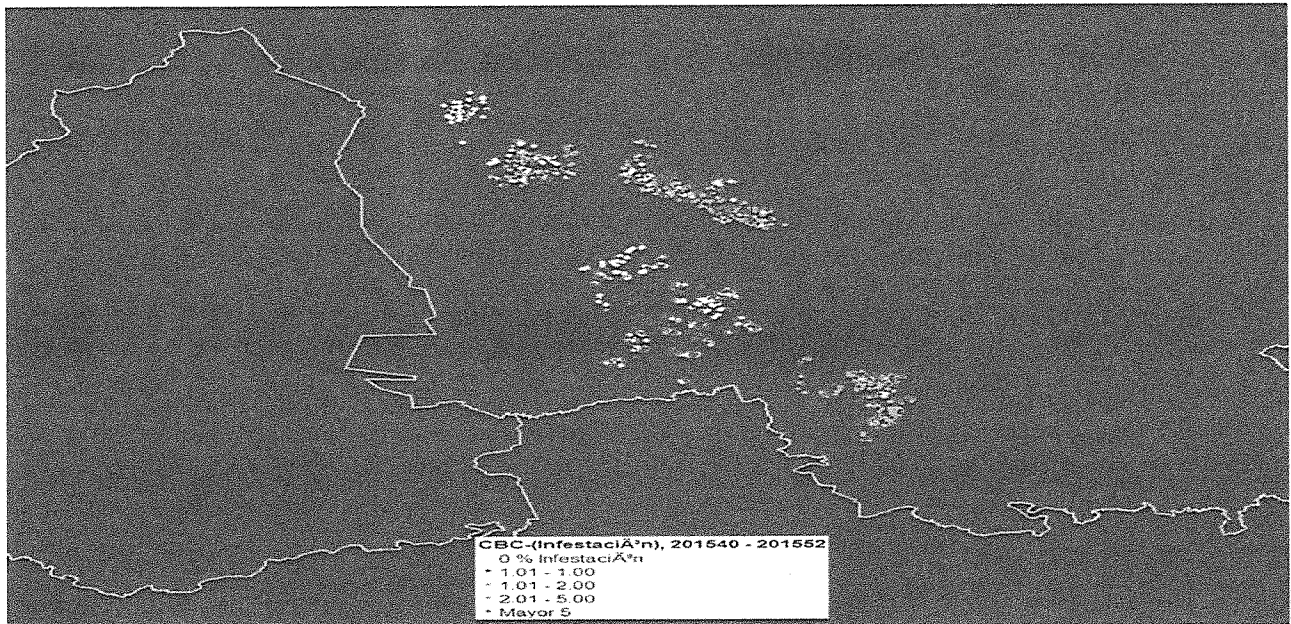 CBC-(InfestaciÃ³n), 201540 - 201552
0 % InfestaciÃ³n
* 1.01 - 1.00
* 1.01 - 2.00
* 2.01 - 5.00
* Mayor 5